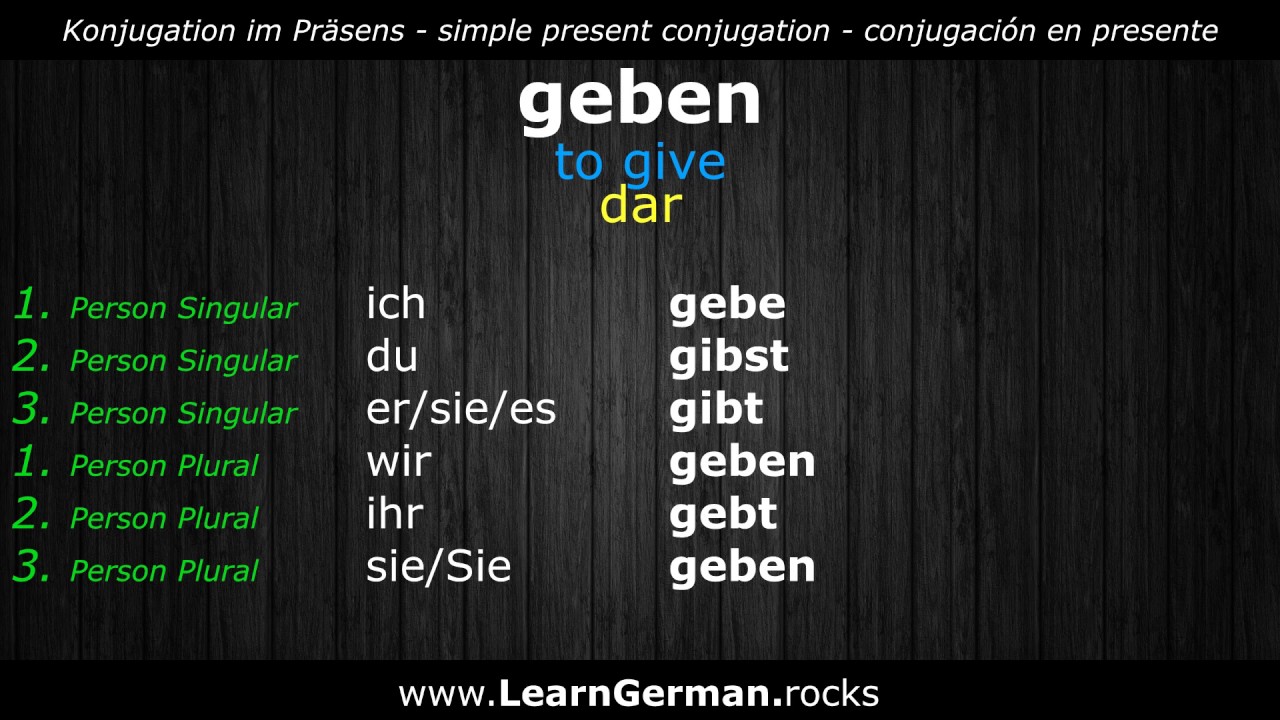 Konjugation im Präsens - simple present conjugation - conjugación en presente
geben
to give
dar
1. Person Singular ich gebe
2. Person Singular du gibst
3. Person Singular er/sie/es gibt
1. Person Plural wir geben
2. Person Plural ihr gebt
3. Person Plural sie/Sie geben
www.LearnGerman.rocks